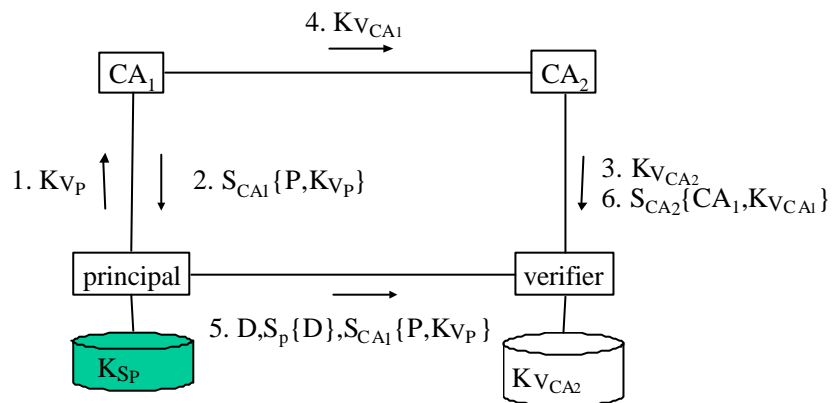 4. KV_CA1
CA1
CA2
1. KV_P
2. S_CA1{P,KV_P}
3. KV_CA2
6. S_CA2{CA1,KV_CA1}
principal
verifier
5. D,S_p{D},S_CA1{P,KV_P}
KS_P
KV_CA2